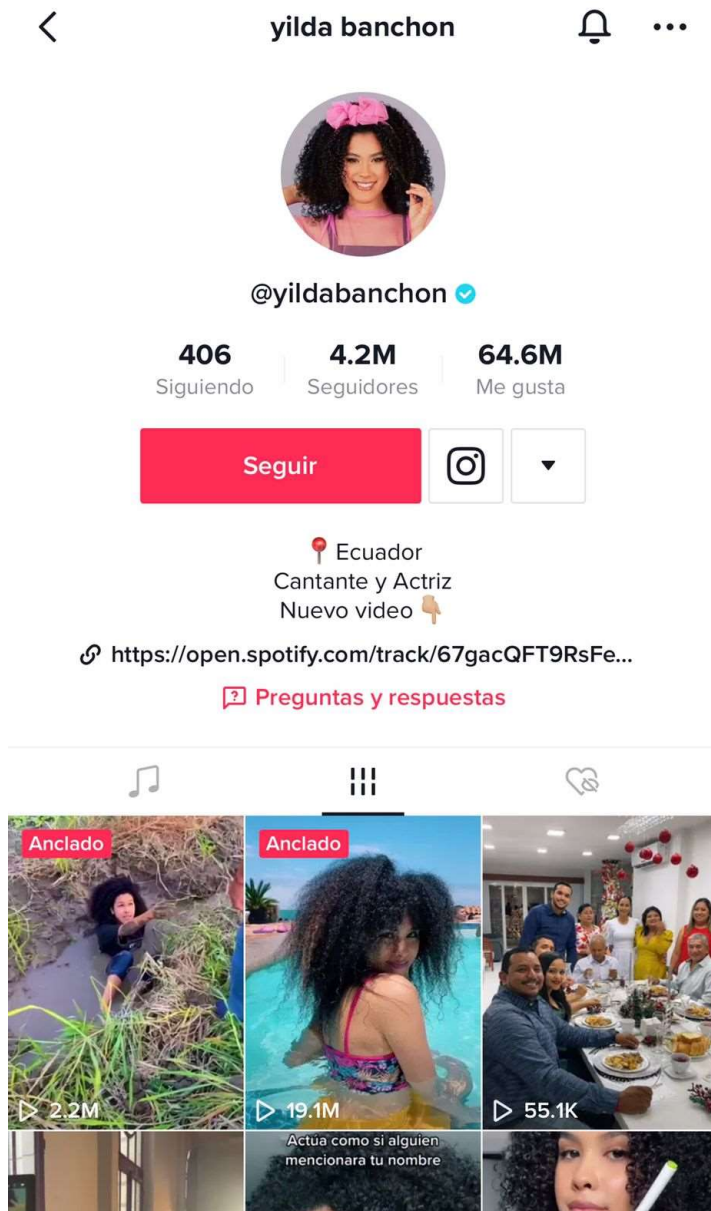 yilda banchon
@yildabanchon
406
4.2M
64.6M
Siguiendo
Seguidores
Me gusta
Seguir
Ecuador
Cantante y Actriz
Nuevo video
https://open.spotify.com/track/67gacQFT9RsFe...
Preguntas y respuestas
Anclado
Anclado
2.2M
19.1M
55.1K
Actúa como si alguien
mencionara tu nombre